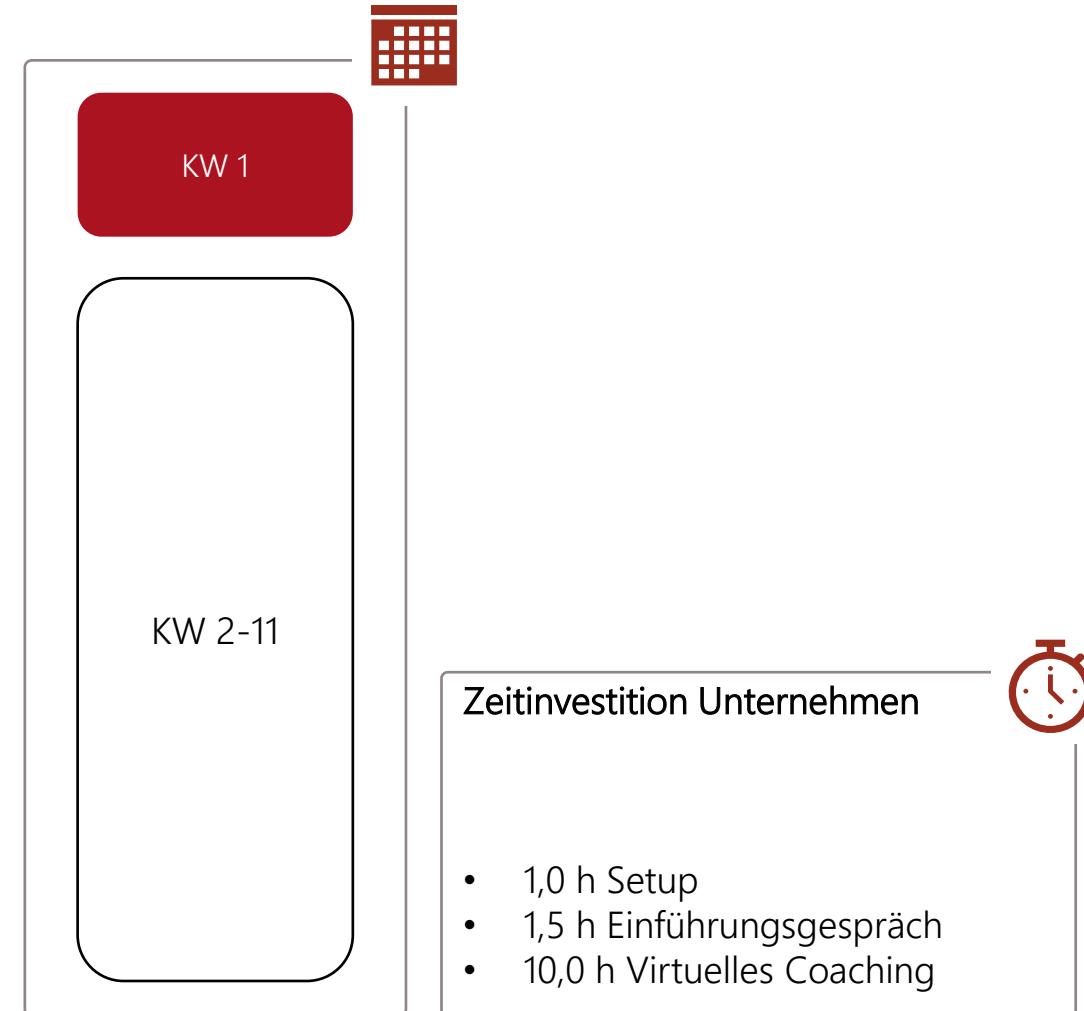 KW 1
KW 2-11
Zeitinvestition Unternehmen
• 1,0 h Setup
• 1,5 h Einführungsgespräch
• 10,0 h Virtuelles Coaching